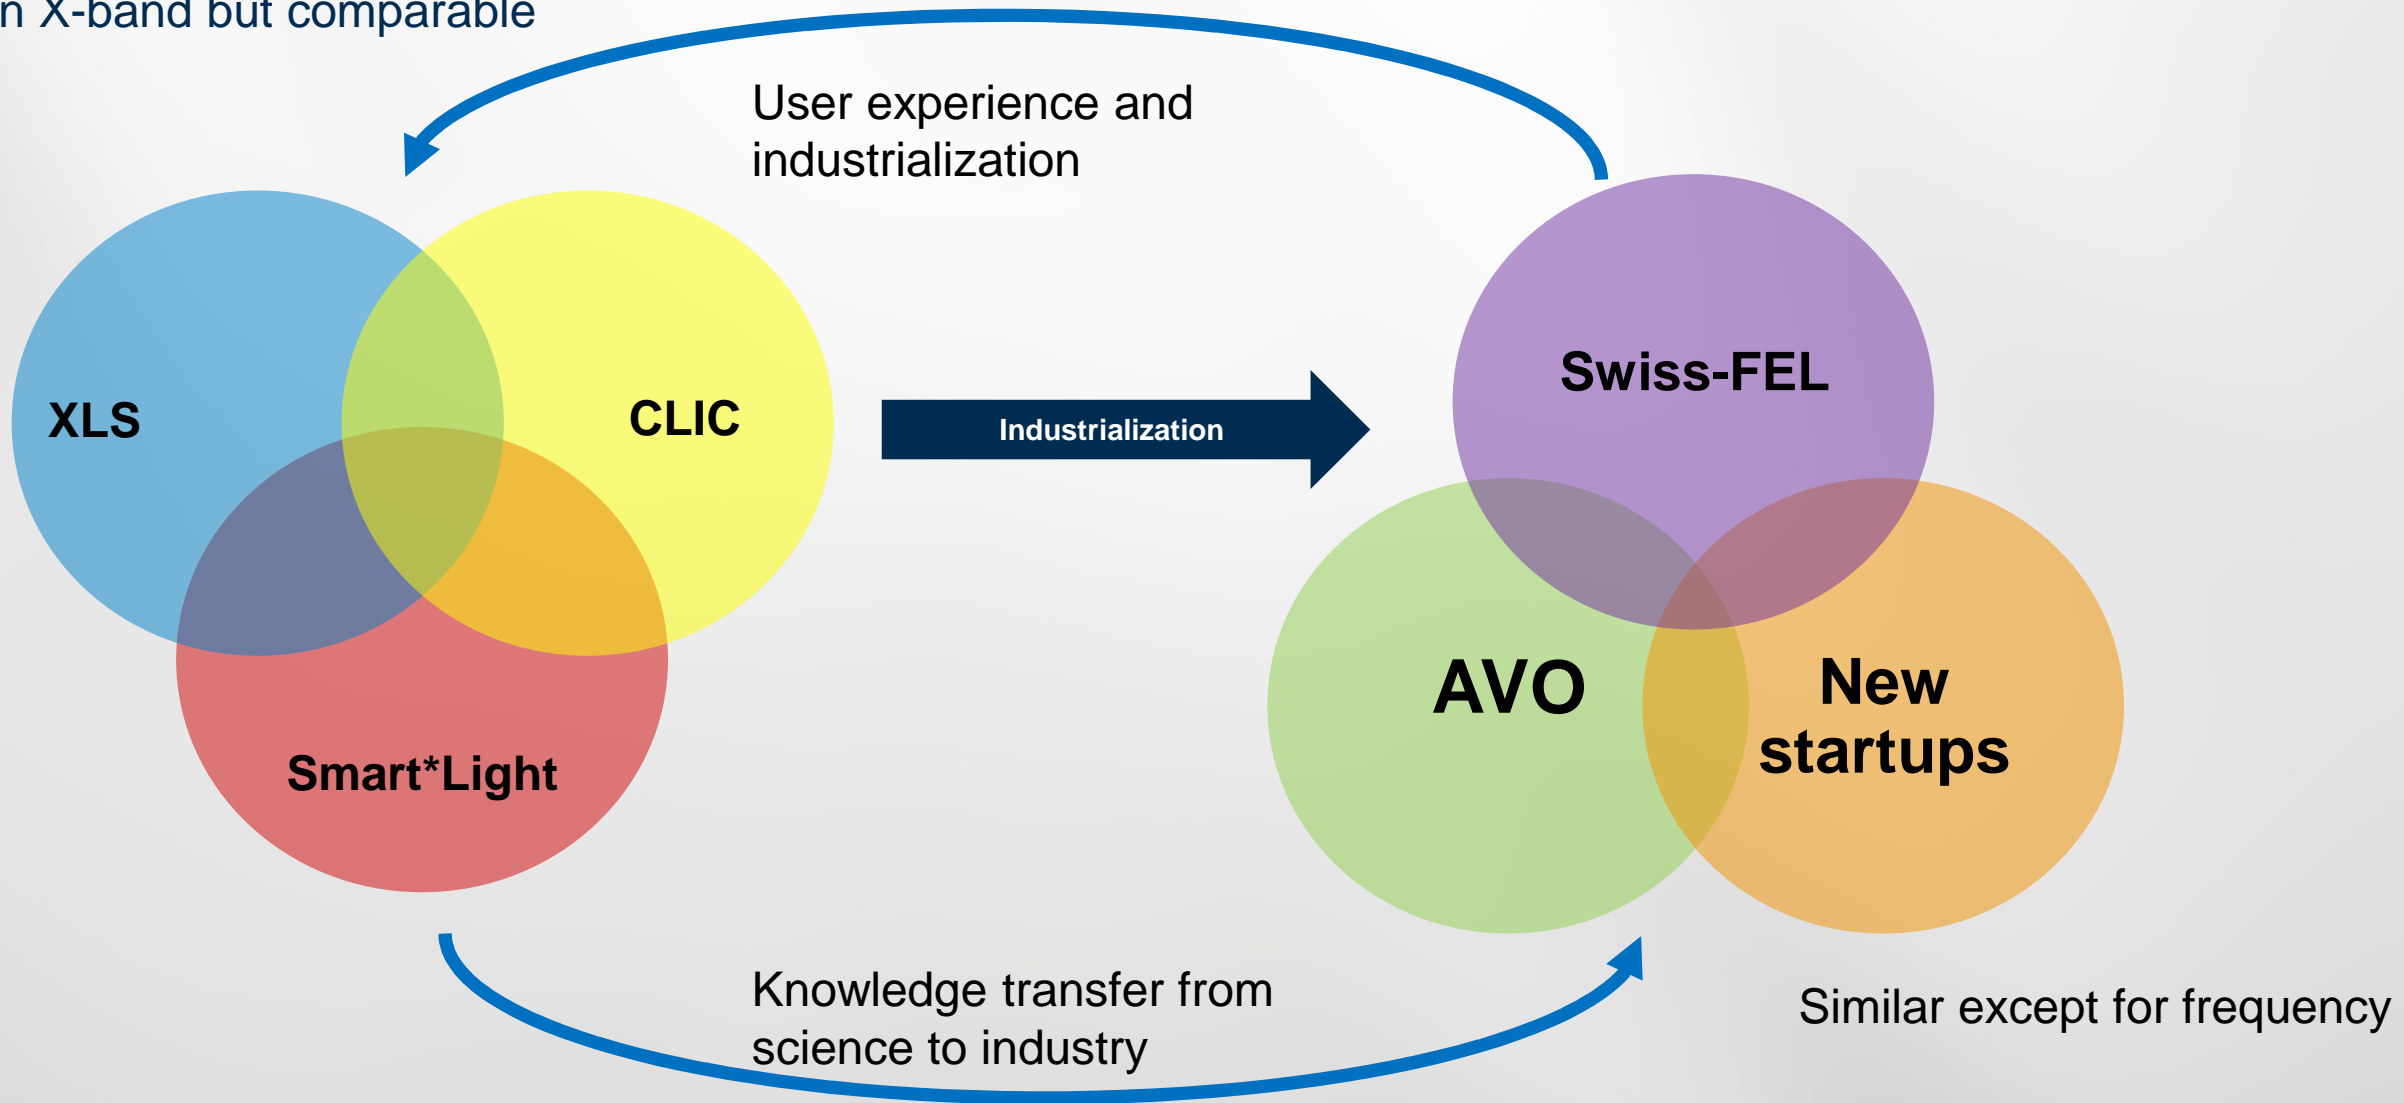 n X-band but comparable
User experience and
industrialization
XLS
CLIC
Smart*Light
Industrialization
Swiss-FEL
AVO
New
startups
Knowledge transfer from
science to industry
Similar except for frequency